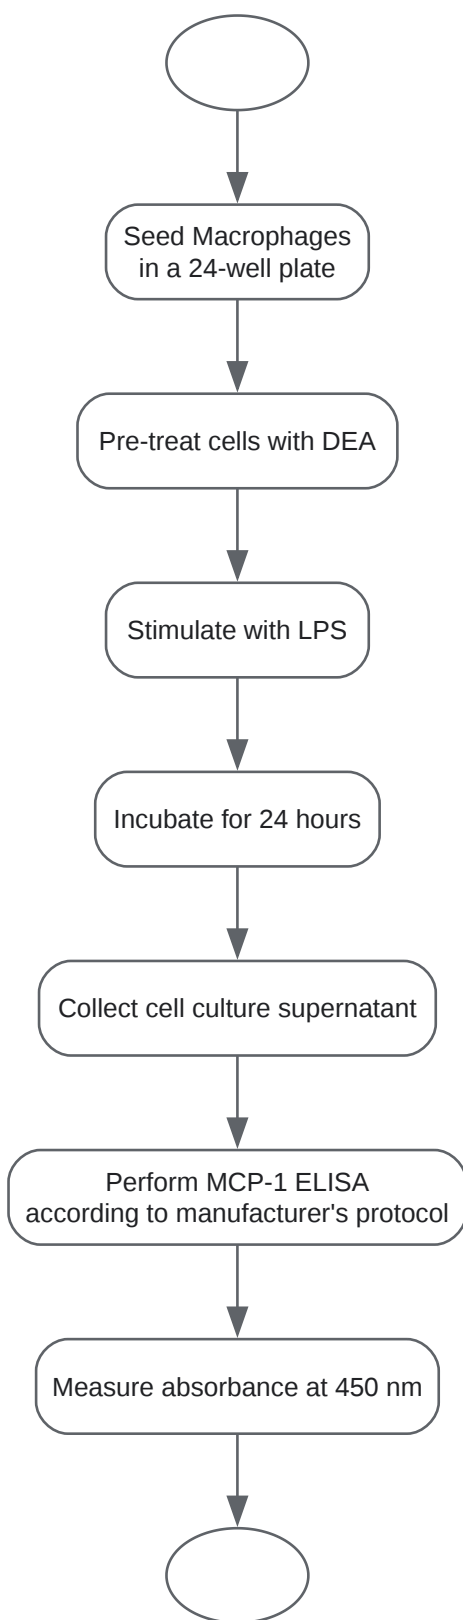 Seed Macrophages
in a 24-well plate
Pre-treat cells with DEA
Stimulate with LPS
Incubate for 24 hours
Collect cell culture supernatant
Perform MCP-1 ELISA
according to manufacturer's protocol
Measure absorbance at 450 nm